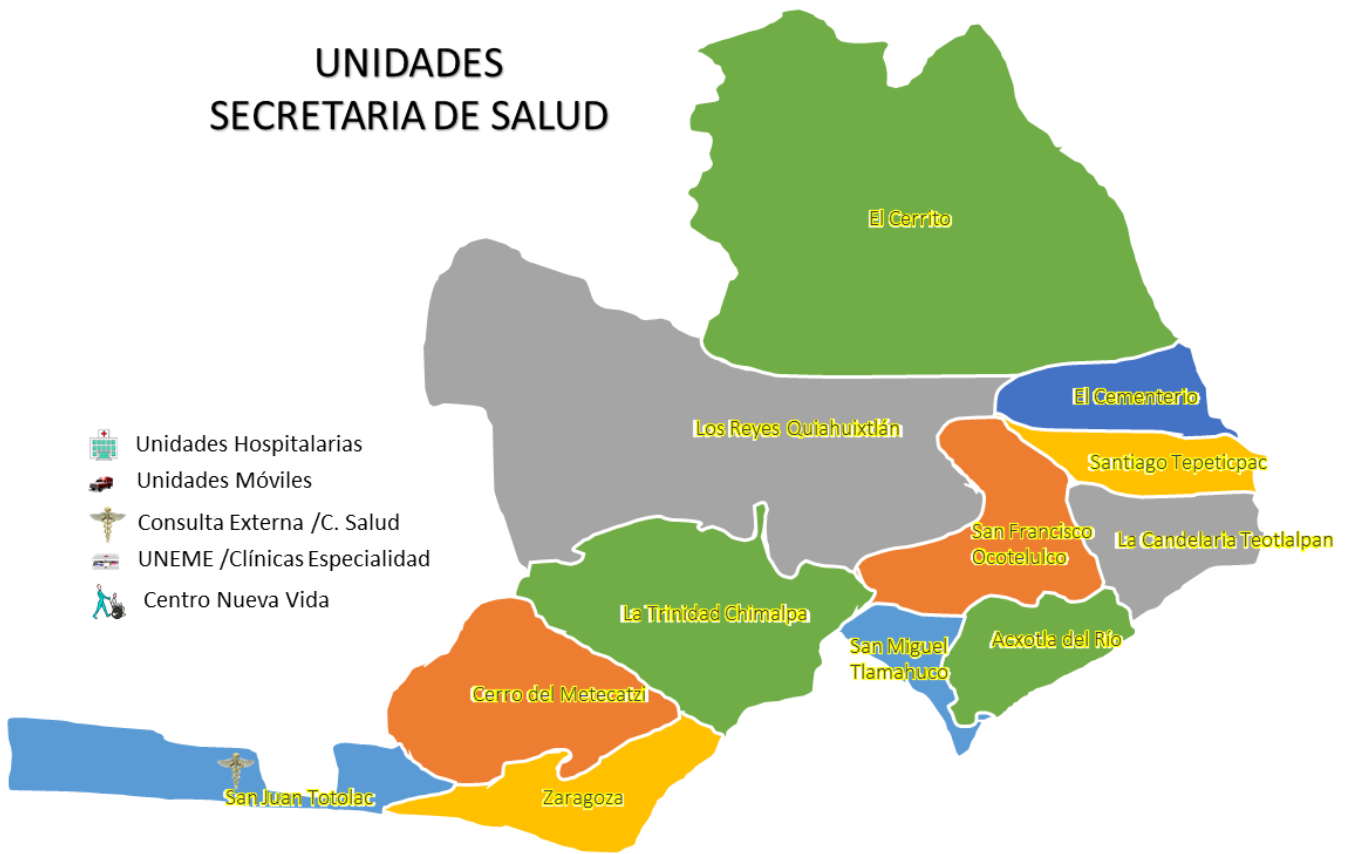 UNIDADES
SECRETARIA DE SALUD
El Cerrito
El Cementerio
Los Reyes Quiahuixtlán
Unidades Hospitalarias
Santiago Tepeticpac
Unidades Móviles
Consulta Externa /C. Salud
San Francisco
Ocotelulco
La Candelaria Teotlalpan
UNEME /Clínicas Especialidad
Centro Nueva Vida
La Trinidad Chimalpa
Acxotla del Río
San Miguel
Tlamahuco
Cerro del Metecatzi
San Juan Totolac
Zaragoza